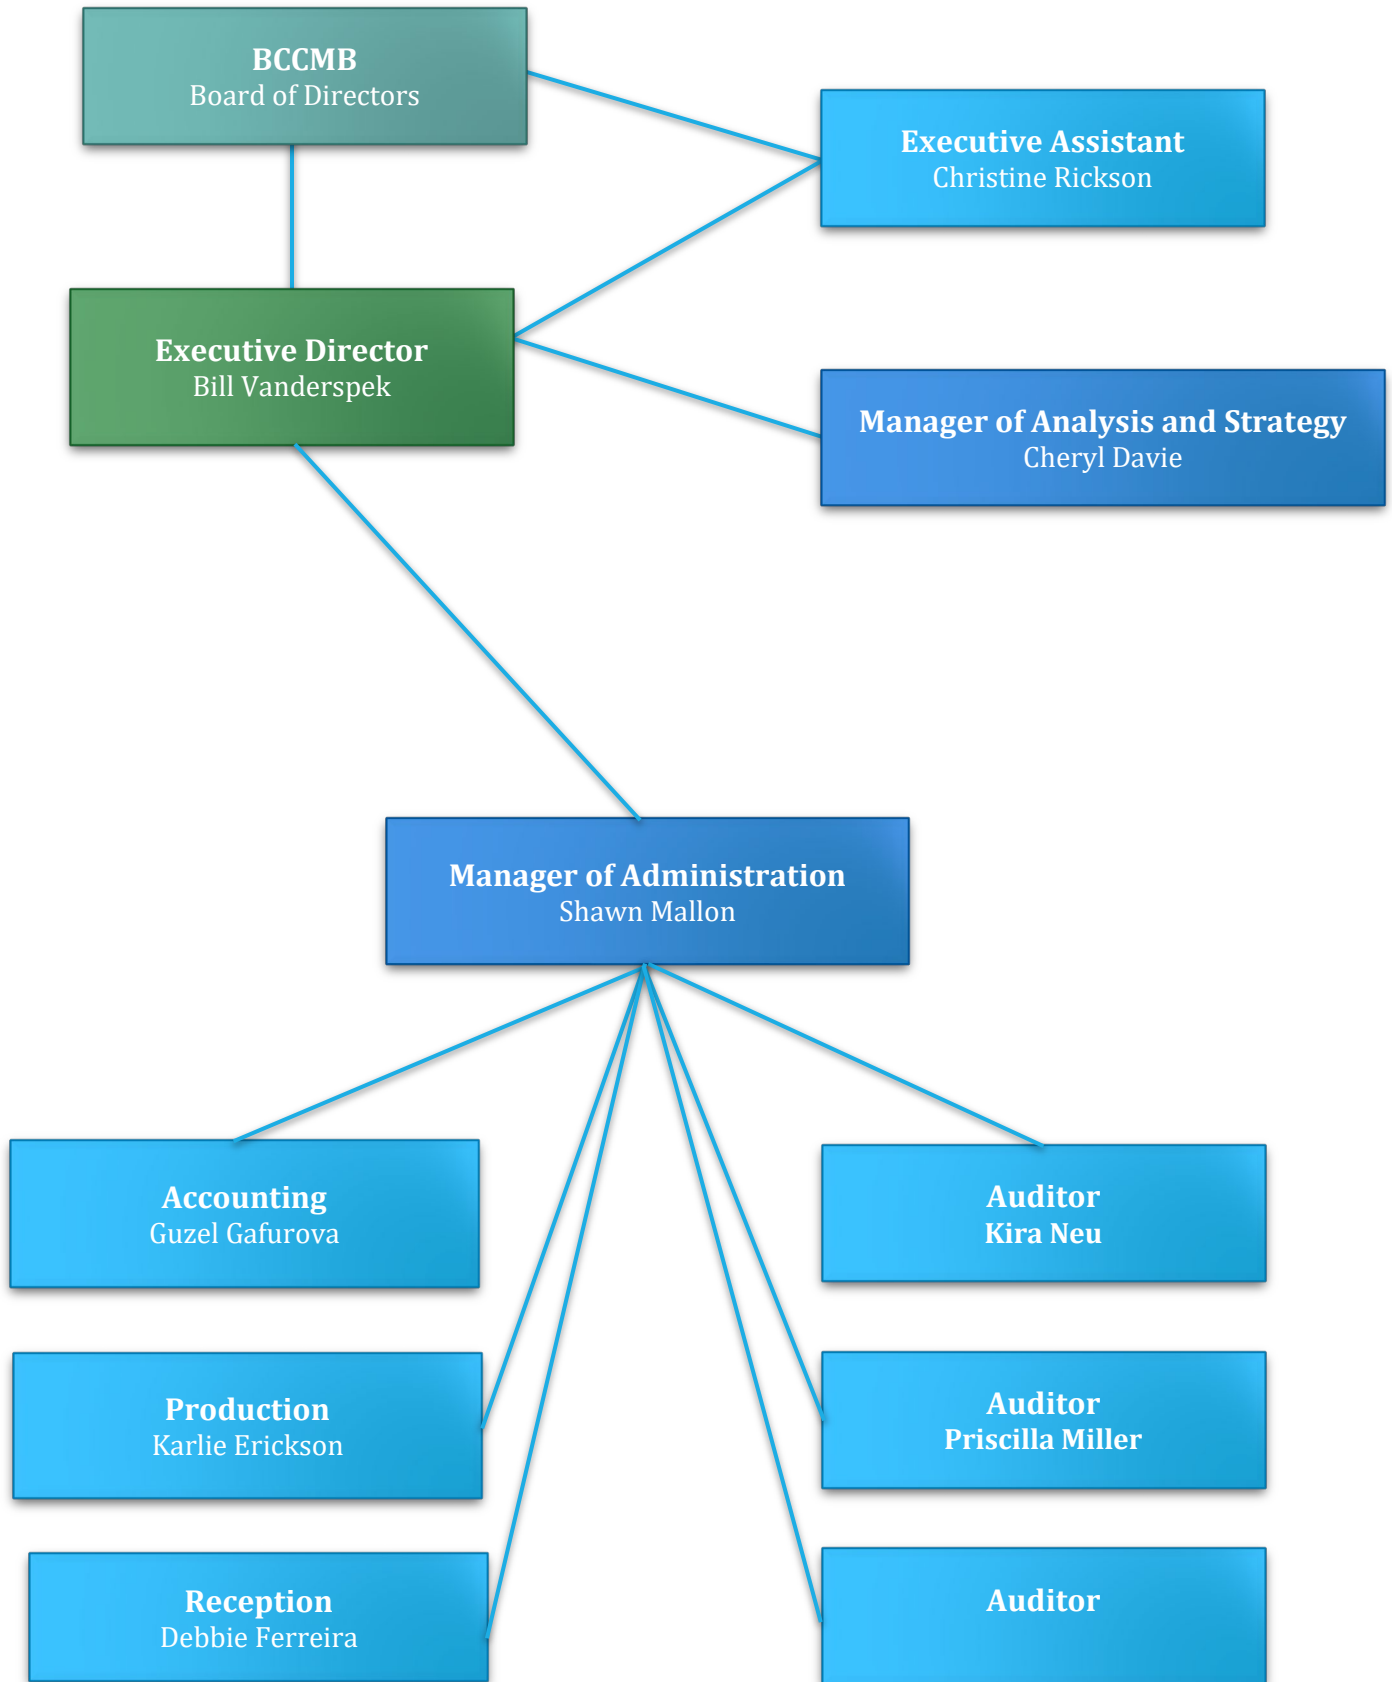 BCCMB
Board of Directors
Executive Assistant
Christine Rickson
Executive Director
Bill Vanderspek
Manager of Analysis and Strategy
Cheryl Davie
Manager of Administration
Shawn Mallon
Accounting
Guzel Gafurova
Auditor
Kira Neu
Production
Karlie Erickson
Auditor
Priscilla Miller
Reception
Debbie Ferreira
Auditor